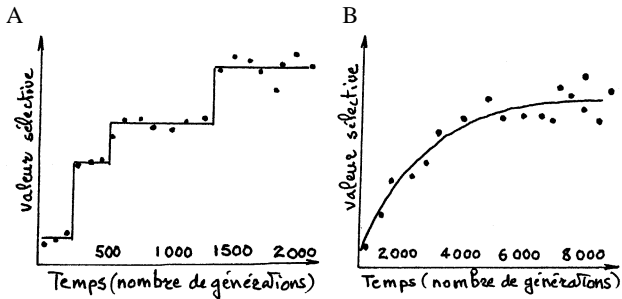 A
valeur sélective
500 1000 1500 2000
Temps (nombre de générations)
B
valeur sélective
2000 4000 6000 8000
Temps (nombre de générations)